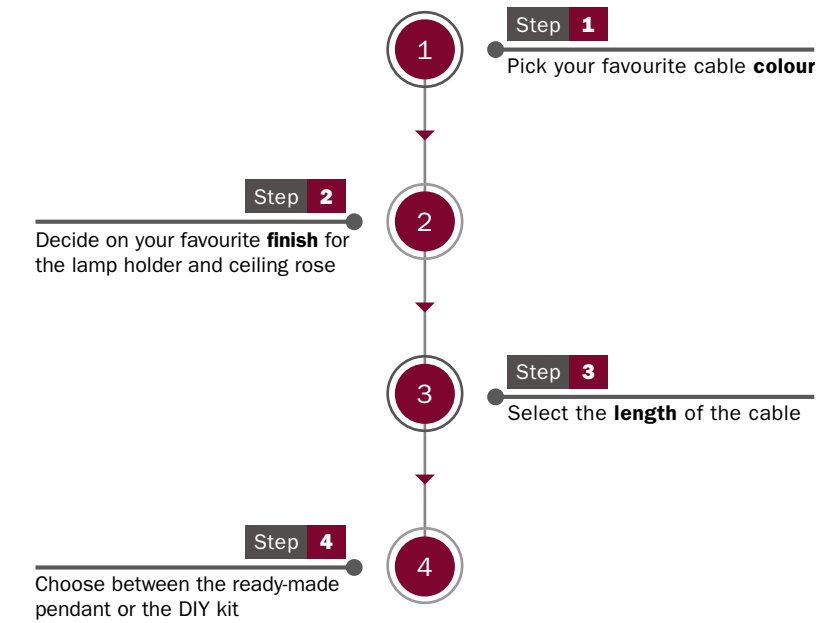 1
Step 1
Pick your favourite cable colour
Step 2
2
Decide on your favourite finish for
the lamp holder and ceiling rose
3
Step 3
Select the length of the cable
Step 4
4
Choose between the ready-made
pendant or the DIY kit